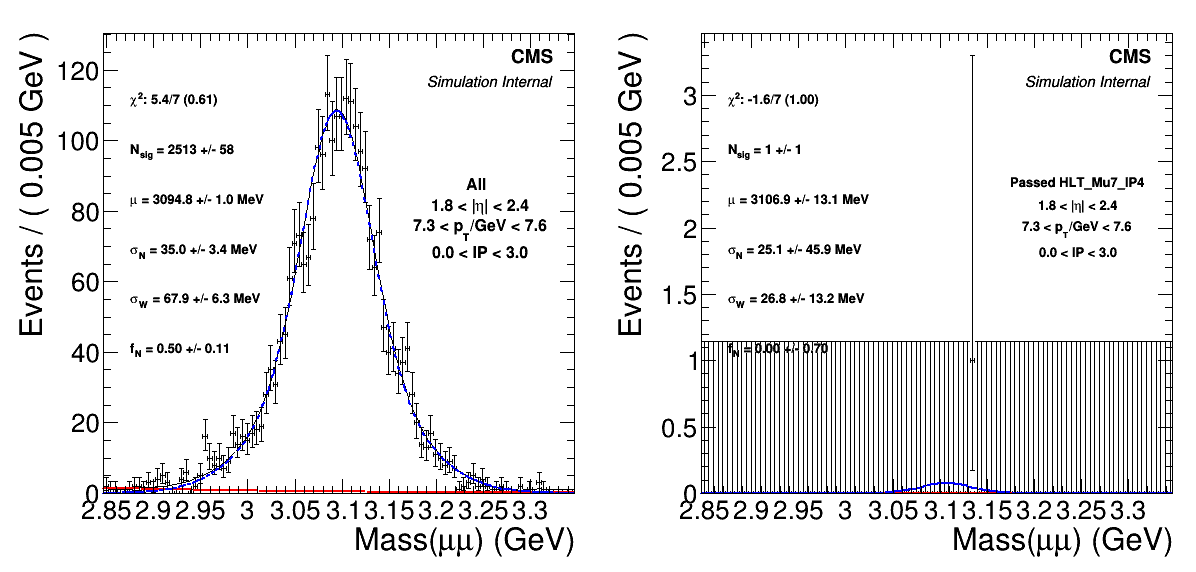 Events / ( 0.005 GeV )
120
100
80
60
40
20
0
CMS
Simulation Internal
χ²: 5.4/7 (0.61)
N_sig = 2513 +/- 58
μ = 3094.8 +/- 1.0 MeV
σ_N = 35.0 +/- 3.4 MeV
σ_W = 67.9 +/- 6.3 MeV
f_N = 0.50 +/- 0.11
All
1.8 < |η| < 2.4
7.3 < p_T/GeV < 7.6
0.0 < IP < 3.0
2.85 2.9 2.95 3 3.05 3.1 3.15 3.2 3.25 3.3
Mass(μμ) (GeV)
Events / ( 0.005 GeV )
3
2.5
2
1.5
1
0.5
0
CMS
Simulation Internal
χ²: -1.6/7 (1.00)
N_sig = 1 +/- 1
μ = 3106.9 +/- 13.1 MeV
σ_N = 25.1 +/- 45.9 MeV
σ_W = 26.8 +/- 13.2 MeV
f_N = 0.00 +/- 0.70
Passed HLT_Mu7_IP4
1.8 < |η| < 2.4
7.3 < p_T/GeV < 7.6
0.0 < IP < 3.0
2.85 2.9 2.95 3 3.05 3.1 3.15 3.2 3.25 3.3
Mass(μμ) (GeV)